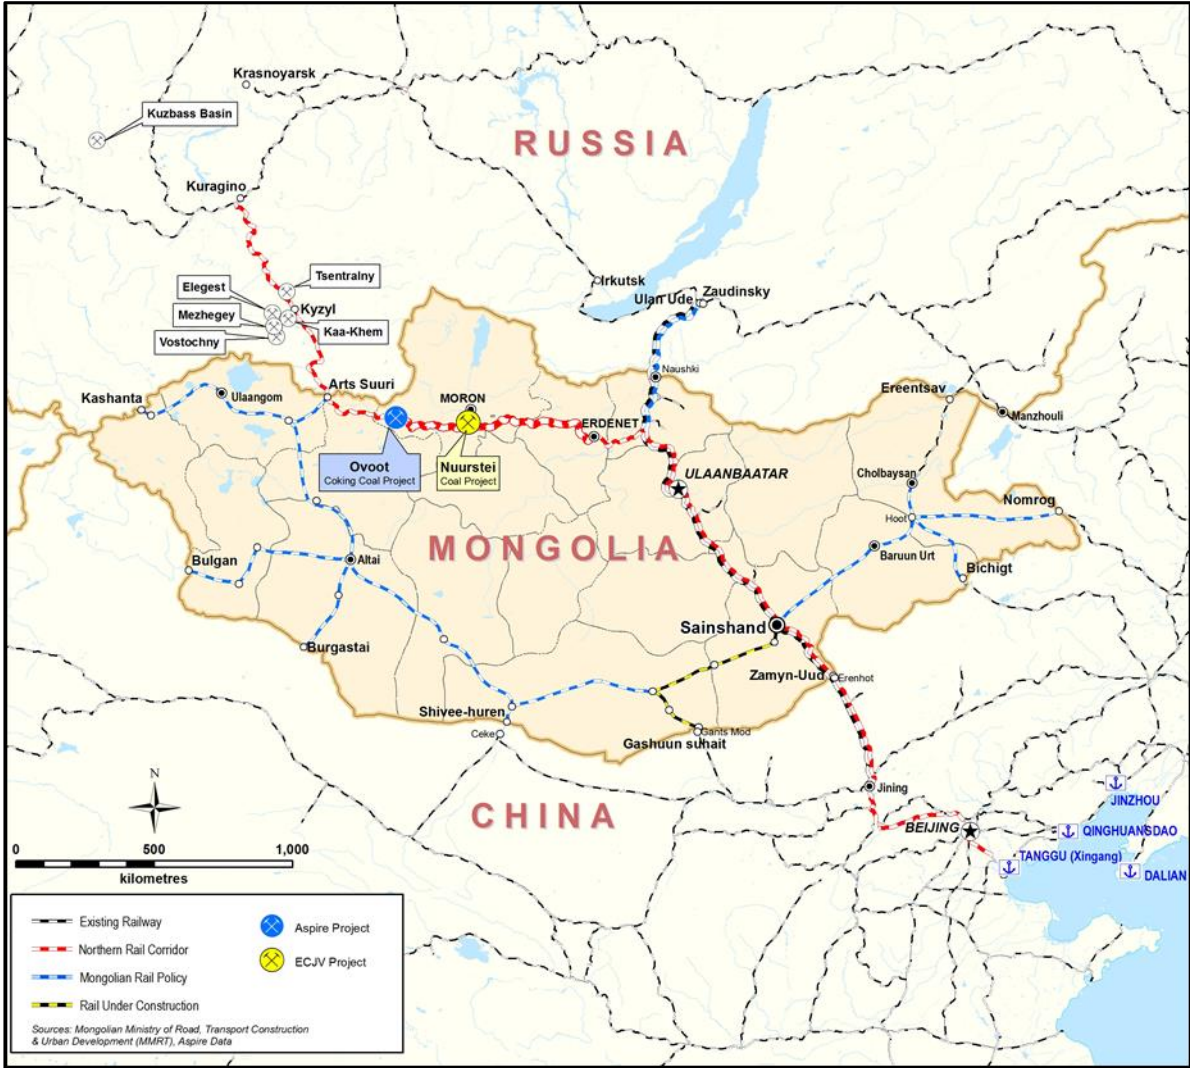 Krasnoyarsk
Kuzbass Basin
RUSSIA
Kuragino
Tsentralny
Irkutsk
Elegest
Ulan Ude
Zaudinsky
Kyzyl
Mezhegey
Kaa-Khem
Vostochny
Naushki
Arts Suuri
Ereentsav
Kashanta
Ulaangom
MORON
Manzhouli
ERDENET
Ovoot
Coking Coal Project
Nuurstei
Coal Project
ULAANBAATAR
Cholbaysan
Nomrog
Hoot
MONGOLIA
Bulgan
Altai
Baruun Urt
Bichigt
Sainshand
Burgastai
Zamyn-Uud
Erenhot
Shivee-huren
Ceke
Gants Mod
Gashuun suhait
N
CHINA
Jining
JINZHOU
BEIJING
QINGHUANSDAO
TANGGU (Xingang)
DALIAN
0 500 1,000
kilometres
Existing Railway
Northern Rail Corridor
Mongolian Rail Policy
Rail Under Construction
Aspire Project
ECJV Project
Sources: Mongolian Ministry of Road, Transport Construction
& Urban Development (MMRT), Aspire Data